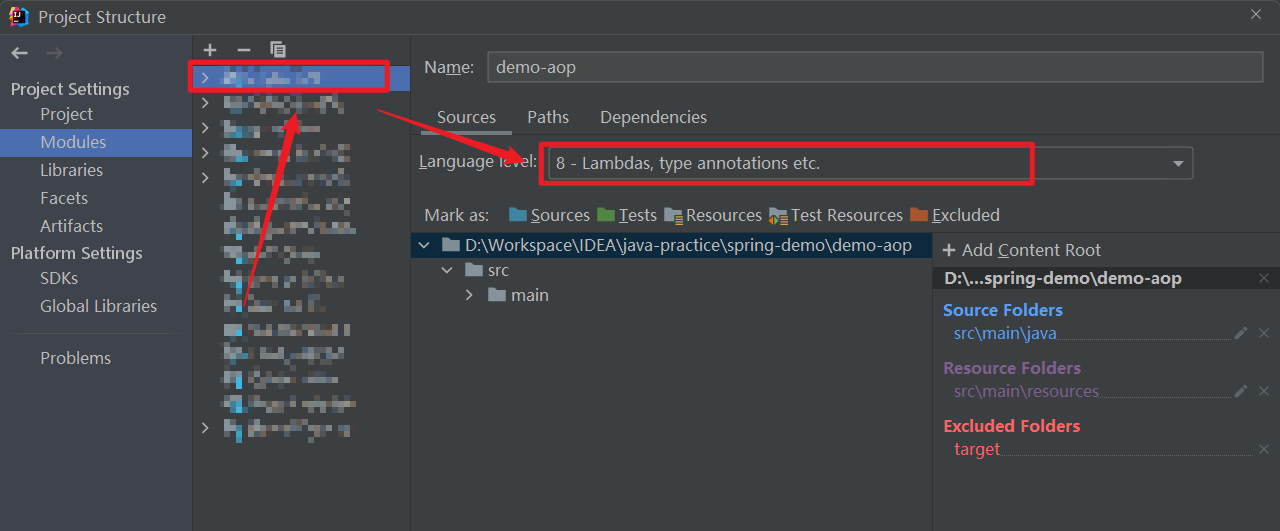 Project Structure
Project Settings
Project
Modules
Libraries
Facets
Artifacts
Platform Settings
SDKs
Global Libraries
Problems
Name: demo-aop
Sources Paths Dependencies
Language level: 8 - Lambdas, type annotations etc.
Mark as: Sources Tests Resources Test Resources Excluded
D:\Workspace\IDEA\java-practice\spring-demo\demo-aop
src
main
Add Content Root
D:\...spring-demo\demo-aop
Source Folders
src\main\java
Resource Folders
src\main\resources
Excluded Folders
target